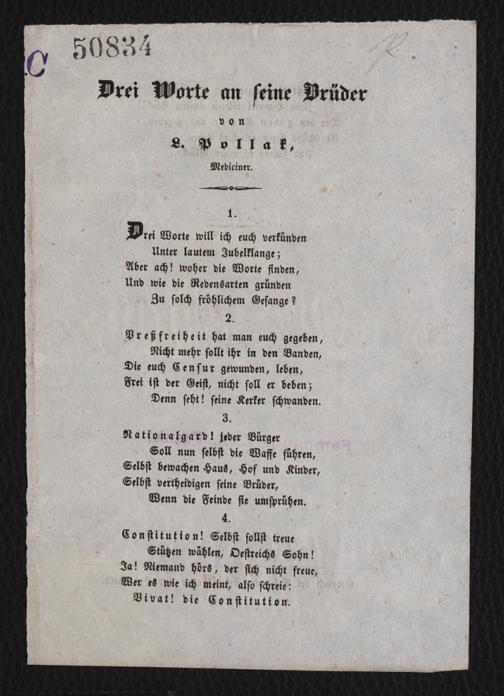 C 50834
Drei Worte an seine Brüder
von
L. Pollak,
Mediciner.
1.
Drei Worte will ich euch verkünden
Unter lautem Jubelklange;
Aber ach! woher die Worte finden,
Und wie die Redensarten gründen
Zu solch fröhlichem Gesange?
2.
Preßfreiheit hat man euch gegeben,
Nicht mehr sollt ihr in den Banden,
Die euch Censur gewunden, leben,
Frei ist der Geist, nicht soll er beben;
Denn seht! seine Kerker schwanden.
3.
Nationalgard! jeder Bürger
Soll nun selbst die Waffe führen,
Selbst bewachen Haus, Hof und Kinder,
Selbst vertheidigen seine Brüder,
Wenn die Feinde sie umsprühen.
4.
Constitution! Selbst sollst treue
Stützen wählen, Oestreichs Sohn!
Ja! Niemand hörs, der sich nicht freue,
Wer es wie ich meint, also schreie:
Vivat! die Constitution.